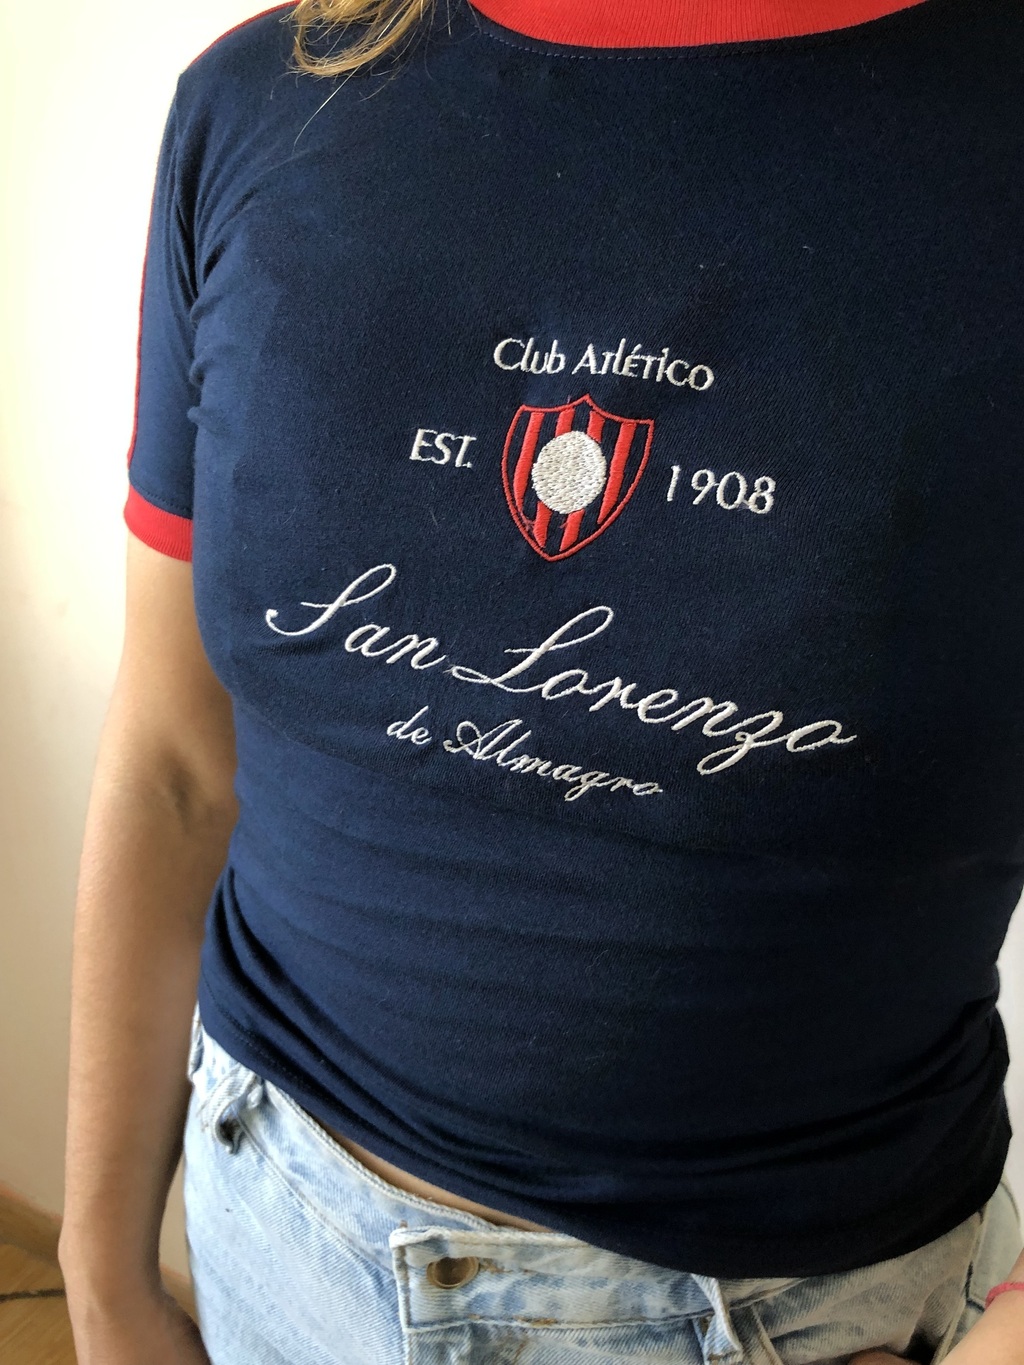 Club Atlético
EST. 1908
San Lorenzo
de Almagro